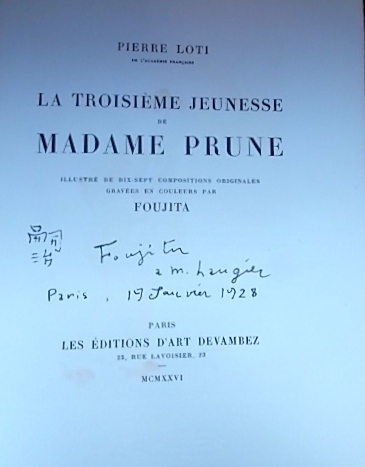 PIERRE LOTI
DE L'ACADÉMIE FRANÇAISE
LA TROISIÈME JEUNESSE
DE
MADAME PRUNE
ILLUSTRÉ DE DIX-SEPT COMPOSITIONS ORIGINALES
GRAVÉES EN COULEURS PAR
FOUJITA
嗣治
Foujita
a M. Laugier
Paris, 19 Janvier 1928
PARIS
LES ÉDITIONS D'ART DEVAMBEZ
23, RUE LAVOISIER, 23
MCMXXVI